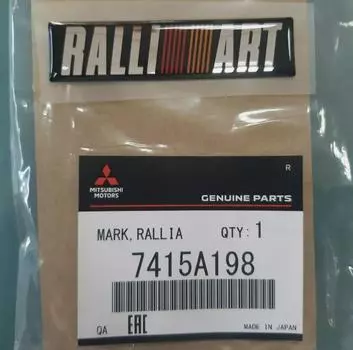 RALLI ART
R
MITSUBISHI
MOTORS
GENUINE PARTS
MARK, RALLIA QTY: 1
7415A198
QA EAC MADE IN JAPAN